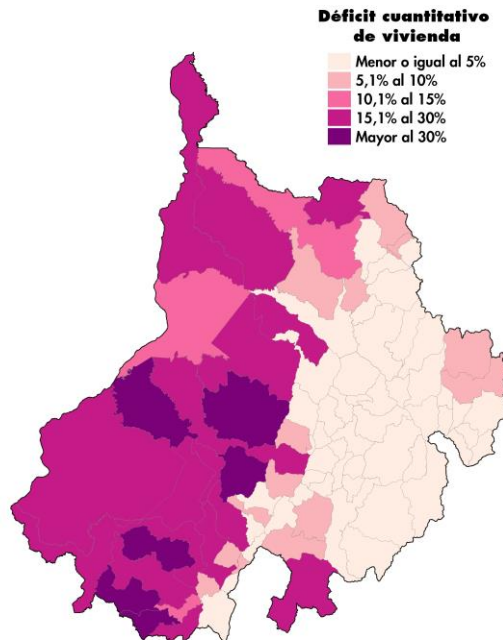 Déficit cuantitativo
de vivienda
Menor o igual al 5%
5,1% al 10%
10,1% al 15%
15,1% al 30%
Mayor al 30%